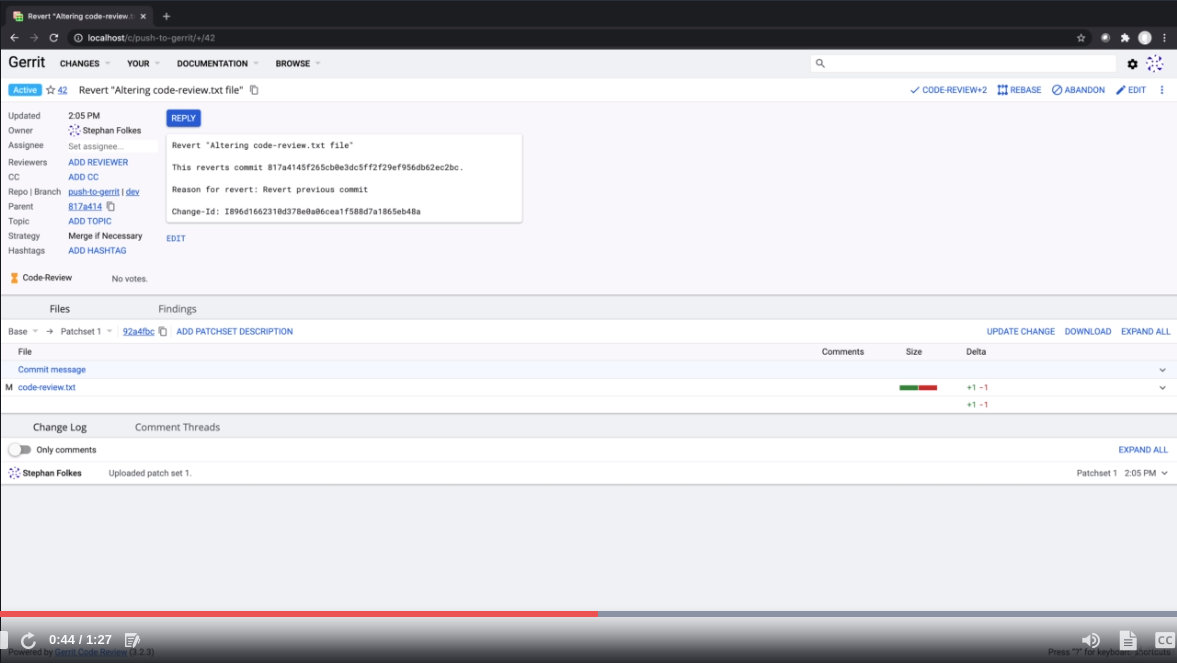 Revert "Altering code-review.t
localhost/c/push-to-gerrit/+/42
Gerrit CHANGES YOUR DOCUMENTATION BROWSE
Active 42 Revert "Altering code-review.txt file" CODE-REVIEW+2 REBASE ABANDON EDIT
Updated 2:05 PM REPLY
Owner Stephan Folkes
Assignee Set assignee...
Reviewers ADD REVIEWER
CC ADD CC
Repo | Branch push-to-gerrit | dev
Parent 817a414
Topic ADD TOPIC
Strategy Merge if Necessary
Hashtags ADD HASHTAG
Revert "Altering code-review.txt file"
This reverts commit 817a4145f265cb0e3dc5ff2f29ef956db62ec2bc.
Reason for revert: Revert previous commit
Change-Id: I896d1662310d378e0a06cea1f588d7a1865eb48a
EDIT
Code-Review No votes.
Files Findings
Base → Patchset 1 92a4fbc ADD PATCHSET DESCRIPTION UPDATE CHANGE DOWNLOAD EXPAND ALL
File Comments Size Delta
Commit message
M code-review.txt +1 -1
+1 -1
Change Log Comment Threads
Only comments EXPAND ALL
Stephan Folkes Uploaded patch set 1. Patchset 1 2:05 PM
0:44 / 1:27 CC
Powered by Gerrit Code Review (3.2.3) Press "?" for keyboard shortcuts